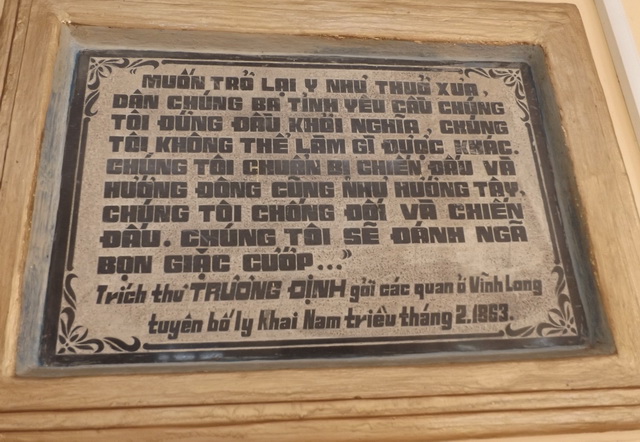 "MUỐN TRỞ LẠI Y NHƯ THUỞ XƯA,
DÂN CHÚNG BA TỈNH YÊU CẦU CHÚNG
TÔI ĐỨNG ĐẦU KHỞI NGHĨA, CHÚNG
TÔI KHÔNG THỂ LÀM GÌ ĐƯỢC KHÁC.
CHÚNG TÔI CHUẨN BỊ CHIẾN ĐẤU VÀ
HƯỚNG ĐÔNG CŨNG NHƯ HƯỚNG TÂY,
CHÚNG TÔI CHỐNG ĐỐI VÀ CHIẾN
ĐẤU. CHÚNG TÔI SẼ ĐÁNH NGÃ
BỌN GIẶC CƯỚP..."
Trích thư TRƯƠNG ĐỊNH gửi các quan ở Vĩnh Long
tuyên bố ly khai Nam triều tháng 2.1863.